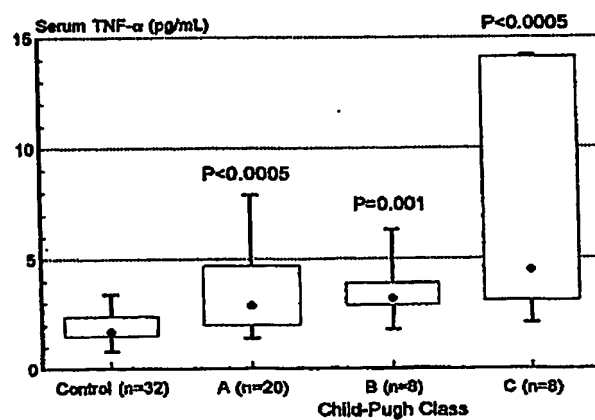 Serum TNF-α (pg/mL)
P<0.0005
15
10
P<0.0005
P=0.001
5
0
Control (n=32) A (n=20) B (n=8) C (n=8)
Child-Pugh Class